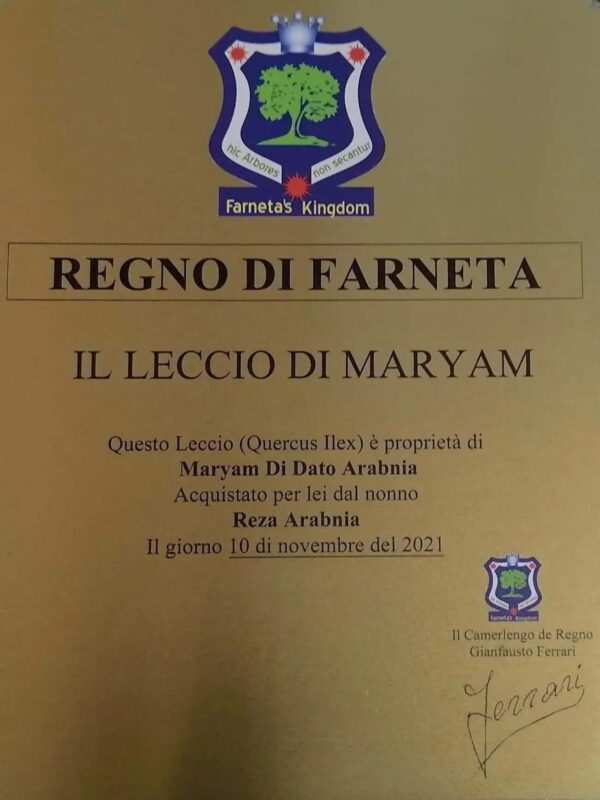 hic Arbores non secantur
Farneta's Kingdom
REGNO DI FARNETA
IL LECCIO DI MARYAM
Questo Leccio (Quercus Ilex) è proprietà di
Maryam Di Dato Arabnia
Acquistato per lei dal nonno
Reza Arabnia
Il giorno 10 di novembre del 2021
Farneta's Kingdom
Il Camerlengo de Regno
Gianfausto Ferrari
Ferrari